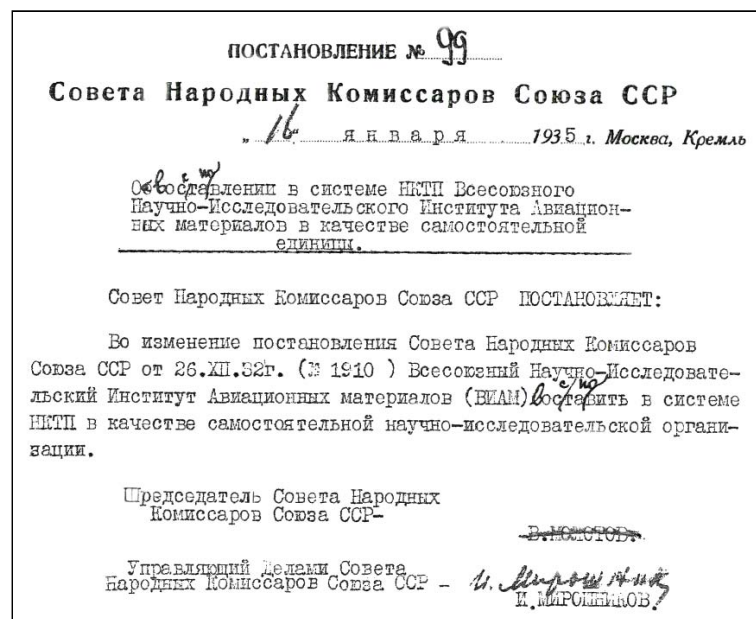 ПОСТАНОВЛЕНИЕ № 99
Совета Народных Комиссаров Союза ССР
„16“ января 1935 г. Москва, Кремль
О восстановлении в системе НКТП Всесоюзного
Научно-Исследовательского Института Авиацион-
ных материалов в качестве самостоятельной
единицы.
Совет Народных Комиссаров Союза ССР ПОСТАНОВЛЯЕТ:
Во изменение постановления Совета Народных Комиссаров
Союза ССР от 26.XII.32г. (№ 1910 ) Всесоюзный Научно-Исследовате-
льский Институт Авиационных материалов (ВИАМ) восстановить в системе
НКТП в качестве самостоятельной научно-исследовательской органи-
зации.
Председатель Совета Народных
Комиссаров Союза ССР-
В.МОЛОТОВ.
Управляющий Делами Совета
Народных Комиссаров Союза ССР - И. Мирошник
И.МИРОШНИКОВ.